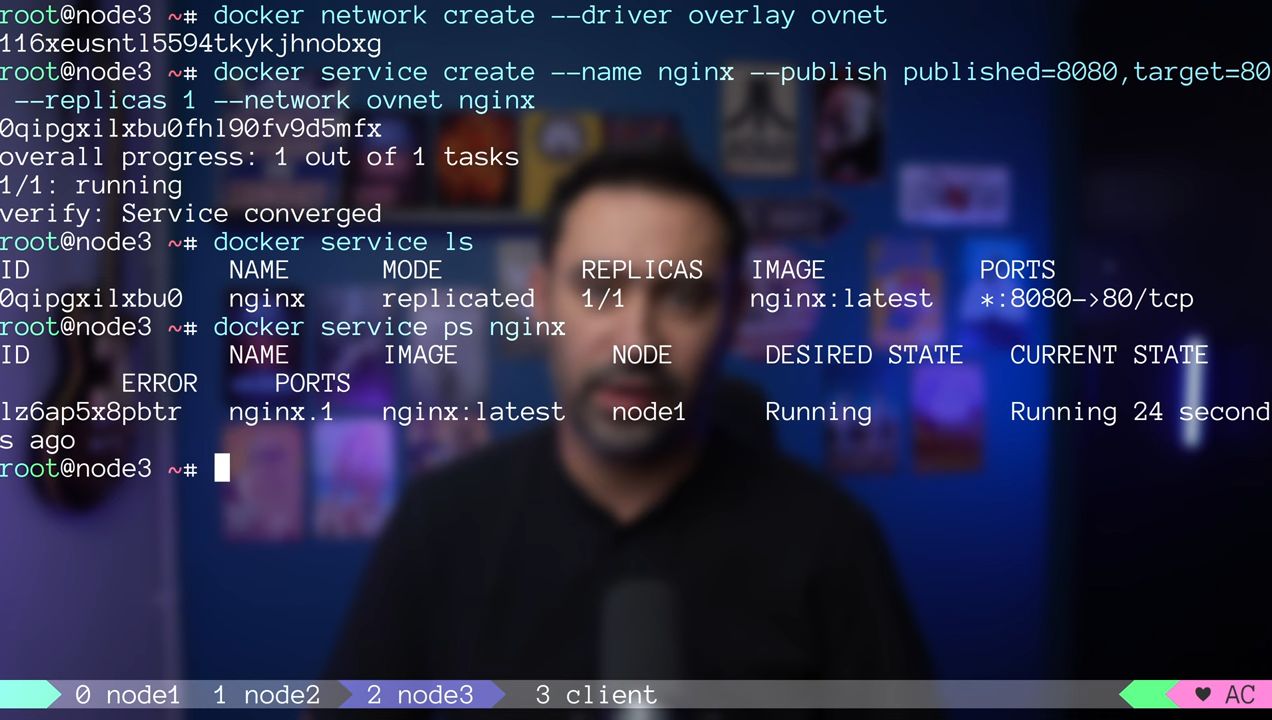 root@node3 ~# docker network create --driver overlay ovnet
116xeusntl5594tkykjhnobxg
root@node3 ~# docker service create --name nginx --publish published=8080,target=80
--replicas 1 --network ovnet nginx
0qipgxilxbu0fhl90fv9d5mfx
overall progress: 1 out of 1 tasks
1/1: running
verify: Service converged
root@node3 ~# docker service ls
ID NAME MODE REPLICAS IMAGE PORTS
0qipgxilxbu0 nginx replicated 1/1 nginx:latest *:8080->80/tcp
root@node3 ~# docker service ps nginx
ID NAME IMAGE NODE DESIRED STATE CURRENT STATE
ERROR PORTS
lz6ap5x8pbtr nginx.1 nginx:latest node1 Running Running 24 second
s ago
root@node3 ~#
0 node1 1 node2 2 node3 3 client ♥ AC